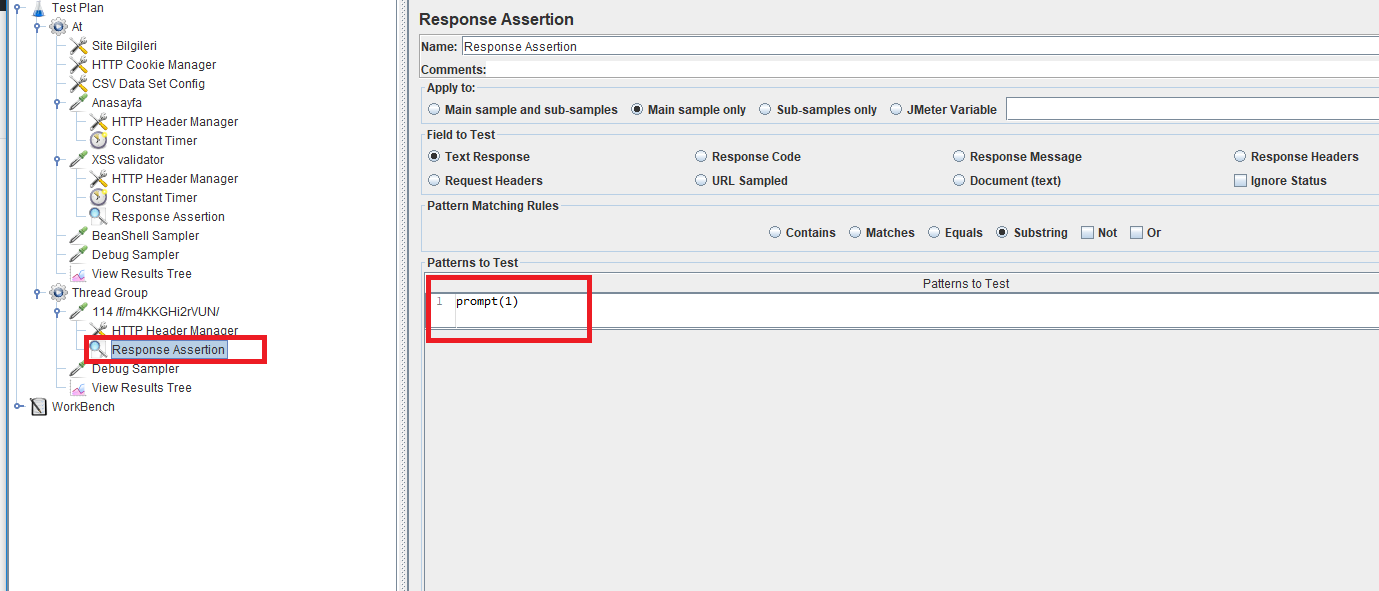 Test Plan
At
Site Bilgileri
HTTP Cookie Manager
CSV Data Set Config
Anasayfa
HTTP Header Manager
Constant Timer
XSS validator
HTTP Header Manager
Constant Timer
Response Assertion
BeanShell Sampler
Debug Sampler
View Results Tree
Thread Group
114 /f/m4KKGHi2rVUN/
HTTP Header Manager
Response Assertion
Debug Sampler
View Results Tree
WorkBench
Response Assertion
Name: Response Assertion
Comments:
Apply to:
Main sample and sub-samples Main sample only Sub-samples only JMeter Variable
Field to Test
Text Response Response Code Response Message Response Headers
Request Headers URL Sampled Document (text) Ignore Status
Pattern Matching Rules
Contains Matches Equals Substring Not Or
Patterns to Test
Patterns to Test
1 prompt(1)